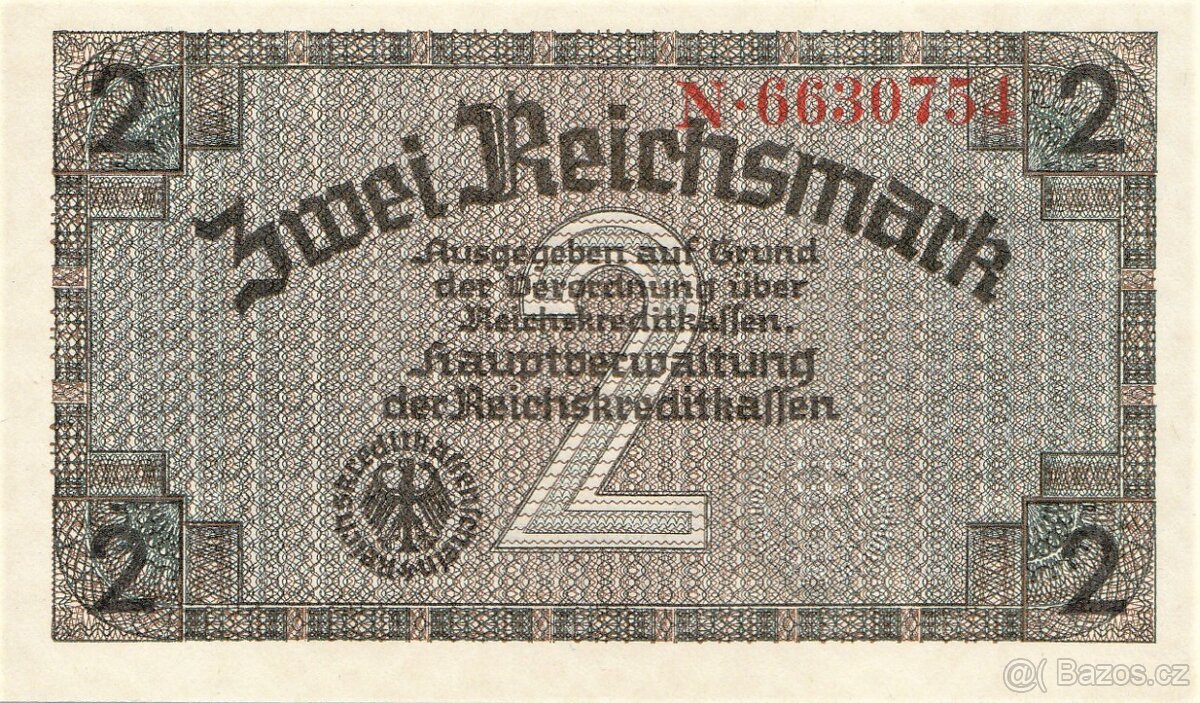 2 2
N·6630754
Zwei Reichsmark
Ausgegeben auf Grund
der Verordnung über
Reichskreditkassen.
Hauptverwaltung
der Reichskreditkassen
2
Reichskreditkassenschein
2 2
@( Bazos.cz